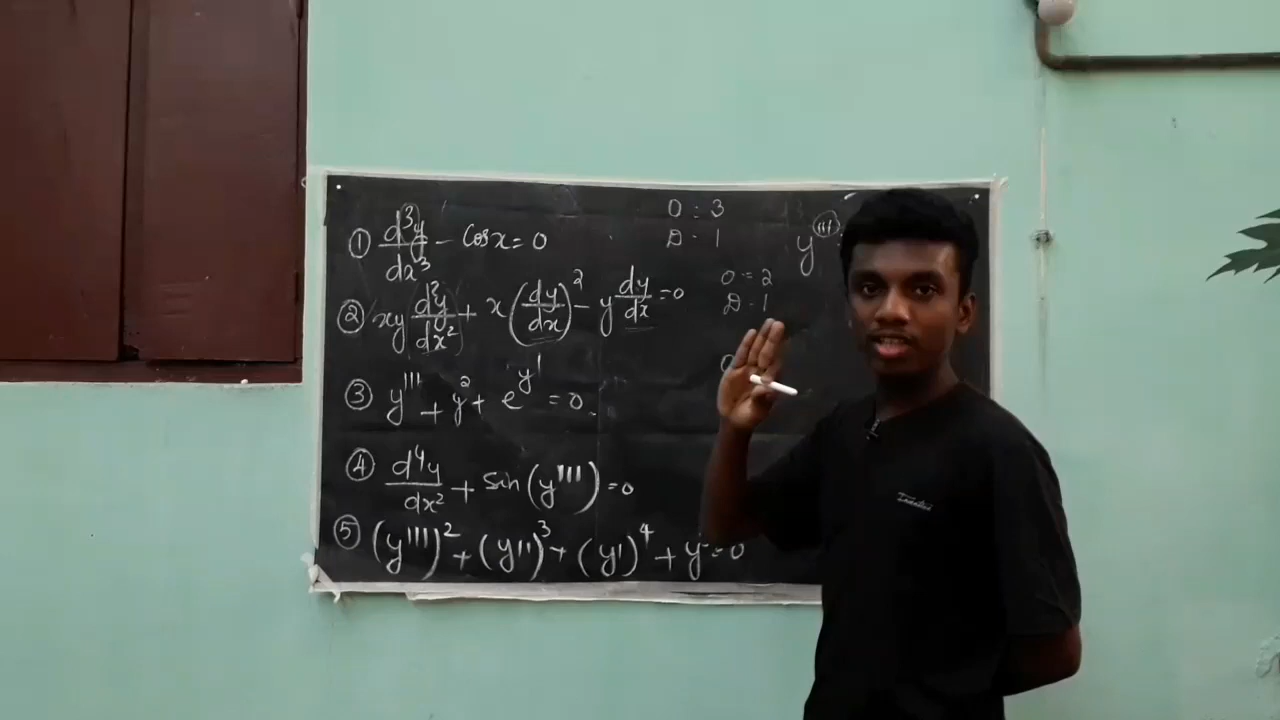 ① d³y/dx³ - Cosx = 0
O : 3
D - 1
y''''
② xy d²y/dx² + x(dy/dx)² - y dy/dx = 0
O = 2
D - 1
③ y''' + y² + e^y' = 0
O
④ d⁴y/dx² + Sin(y''') = 0
⑤ (y''')² + (y'')³ + (y')⁴ + y = 0